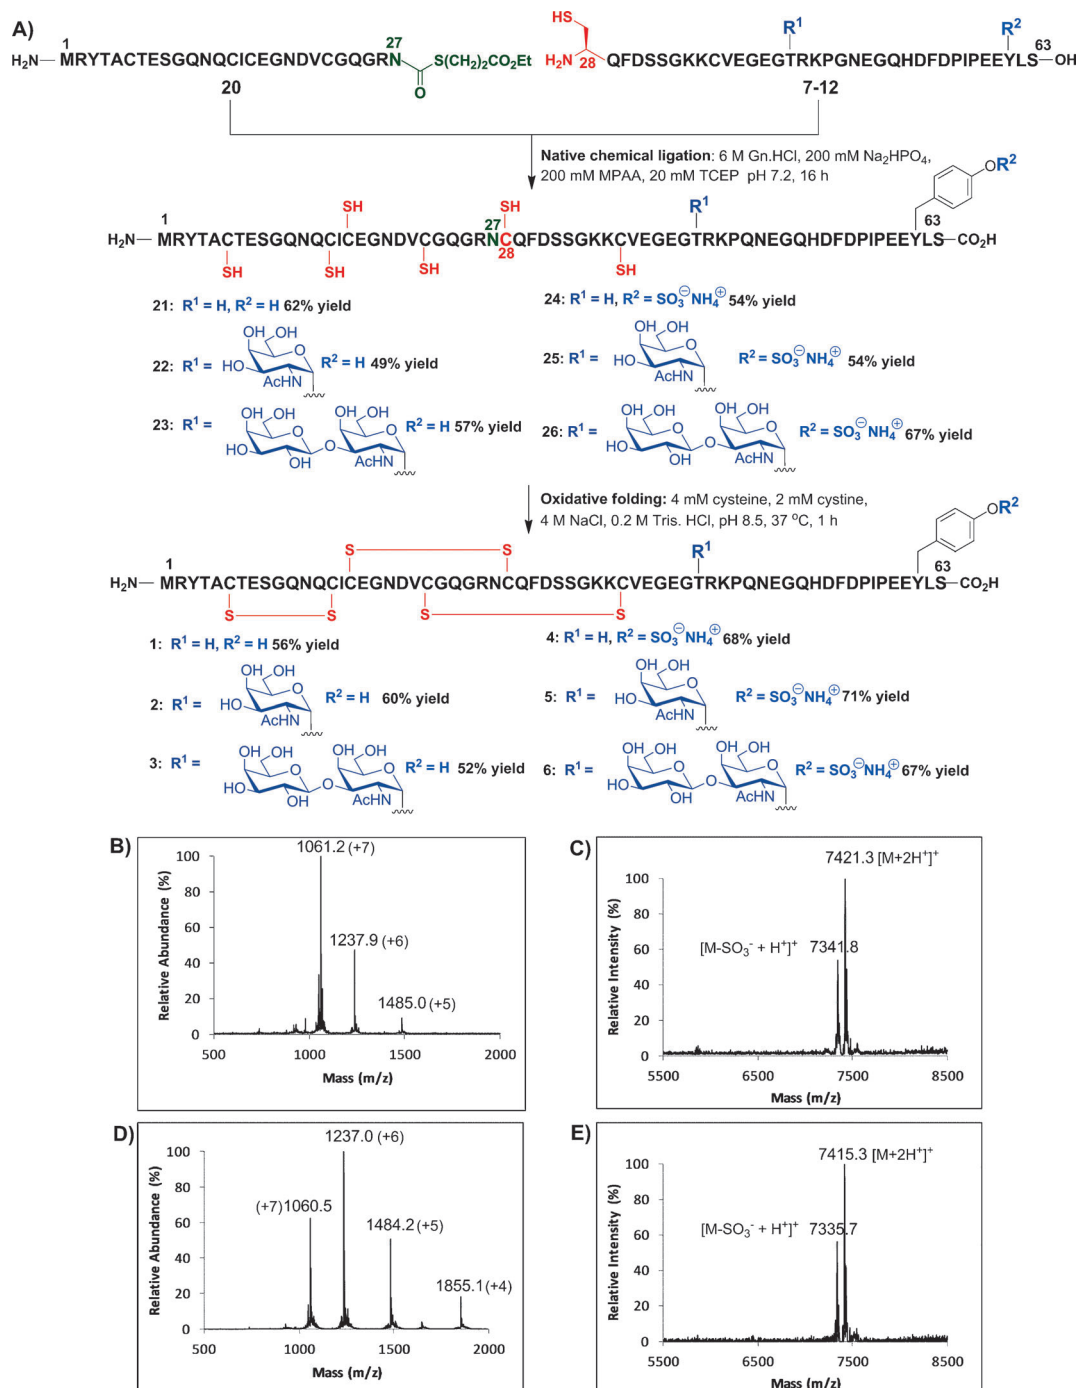 A)
HS
R¹
R²
1
27
63
H₂N–MRYTACTESGQNQCICEGNDVCGQGRN
S(CH₂)₂CO₂Et
O
H₂N
28
QFDSSGKKCVEGEGTRKPGNEGQHDFDPIPEEYLS–OH
20
7-12
Native chemical ligation: 6 M Gn.HCl, 200 mM Na₂HPO₄,
200 mM MPAA, 20 mM TCEP pH 7.2, 16 h
OR²
SH
SH
R¹
1
27
63
H₂N–MRYTACTESGQNQCICEGNDVCGQGRNCQFDSSGKKCVEGEGTRKPQNEGQHDFDPIPEEYLS–CO₂H
28
SH
SH
SH
SH
21: R¹ = H, R² = H 62% yield
24: R¹ = H, R² = SO₃⊖NH₄⊕ 54% yield
OH OH
22: R¹ = HO O AcHN R² = H 49% yield
OH OH
25: R¹ = HO O AcHN R² = SO₃⊖NH₄⊕ 54% yield
OH OH OH OH
23: R¹ = HO O OH O O AcHN R² = H 57% yield
OH OH OH OH
26: R¹ = HO O OH O O AcHN R² = SO₃⊖NH₄⊕ 67% yield
Oxidative folding: 4 mM cysteine, 2 mM cystine,
4 M NaCl, 0.2 M Tris. HCl, pH 8.5, 37 ºC, 1 h
OR²
S S
R¹
1
63
H₂N–MRYTACTESGQNQCICEGNDVCGQGRNCQFDSSGKKCVEGEGTRKPQNEGQHDFDPIPEEYLS–CO₂H
S S S S
1: R¹ = H, R² = H 56% yield
4: R¹ = H, R² = SO₃⊖NH₄⊕ 68% yield
OH OH
2: R¹ = HO O AcHN R² = H 60% yield
OH OH
5: R¹ = HO O AcHN R² = SO₃⊖NH₄⊕ 71% yield
OH OH OH OH
3: R¹ = HO O OH O O AcHN R² = H 52% yield
OH OH OH OH
6: R¹ = HO O OH O O AcHN R² = SO₃⊖NH₄⊕ 67% yield
B)
1061.2 (+7)
1237.9 (+6)
1485.0 (+5)
Relative Abundance (%)
100
80
60
40
20
0
500 1000 1500 2000
Mass (m/z)
C)
7421.3 [M+2H⁺]⁺
[M-SO₃⁻ + H⁺]⁺ 7341.8
Relative Intensity (%)
100
80
60
40
20
0
5500 6500 7500 8500
Mass (m/z)
D)
1237.0 (+6)
(+7) 1060.5
1484.2 (+5)
1855.1 (+4)
Relative Abundance (%)
100
80
60
40
20
0
500 1000 1500 2000
Mass (m/z)
E)
7415.3 [M+2H⁺]⁺
[M-SO₃⁻ + H⁺]⁺ 7335.7
Relative Intensity (%)
100
80
60
40
20
0
5500 6500 7500 8500
Mass (m/z)